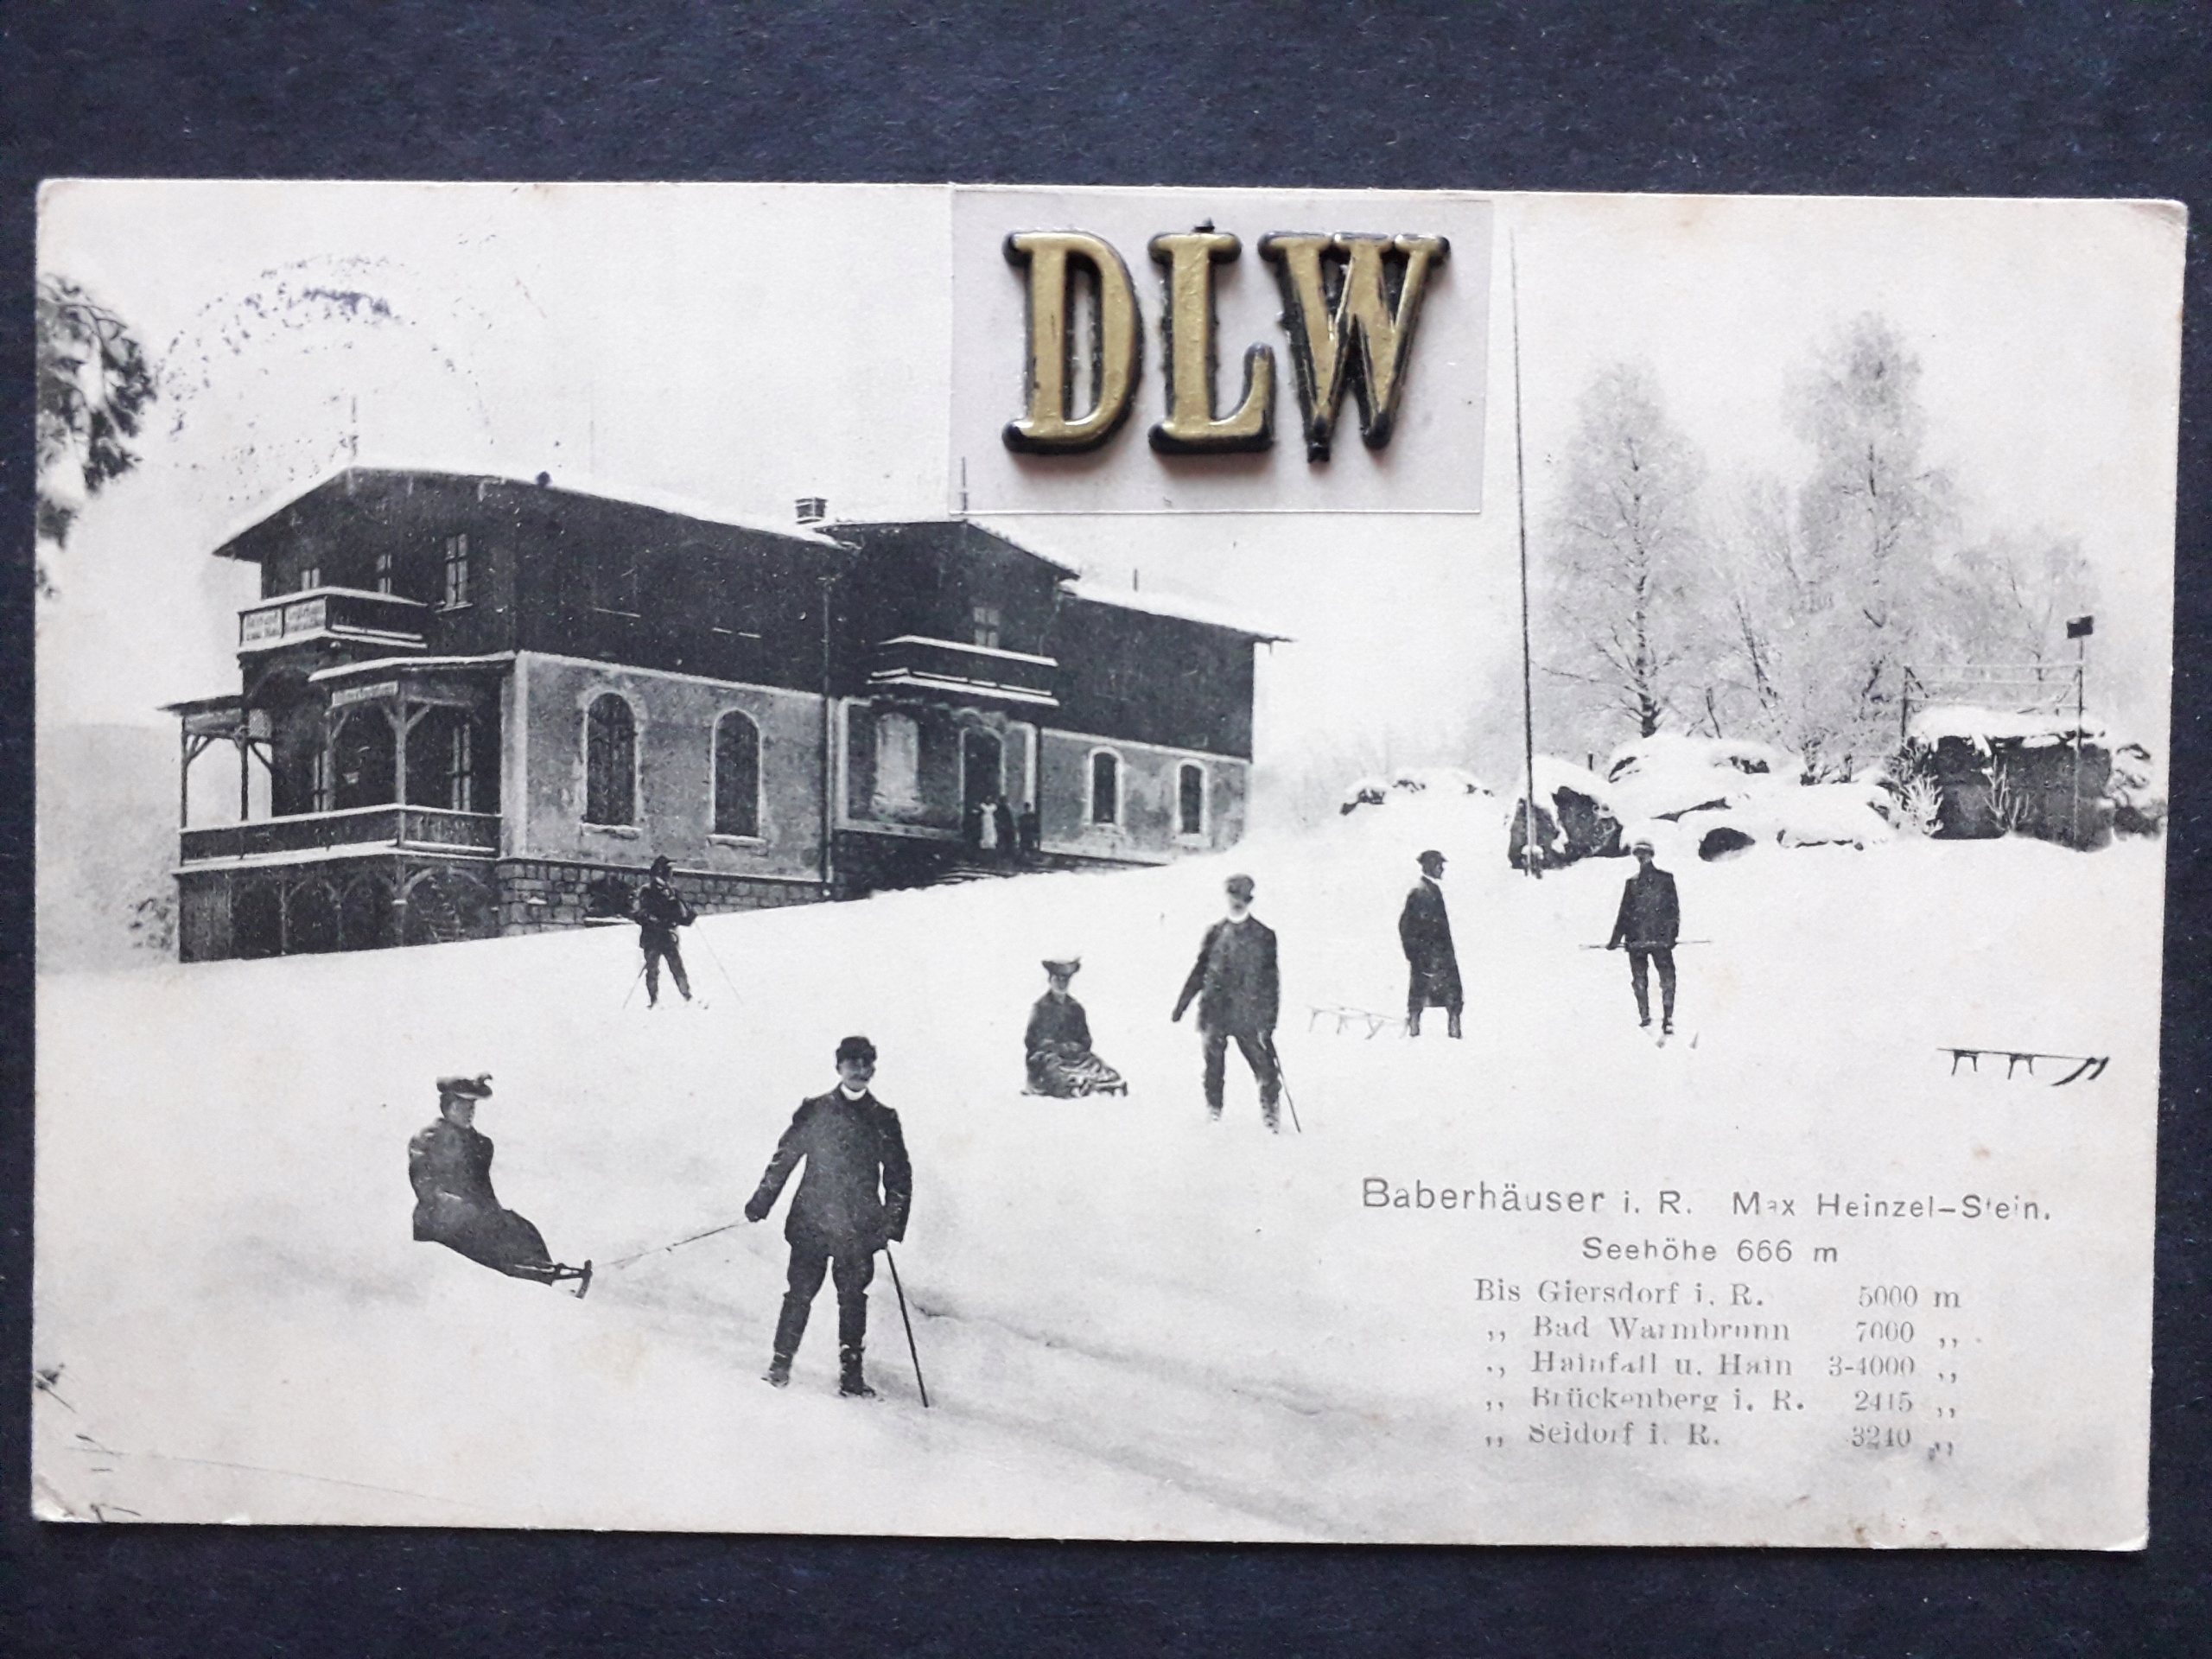 DLW
Baberhäuser i. R. Max Heinzel-Stein.
Seehöhe 666 m
Bis Giersdorf i. R. 5000 m
,, Bad Warmbrunn 7000 ,,
,, Hainfall u. Hain 3-4000 ,,
,, Brückenberg i. R. 2415 ,,
,, Seidorf i. R. 3240 ,,